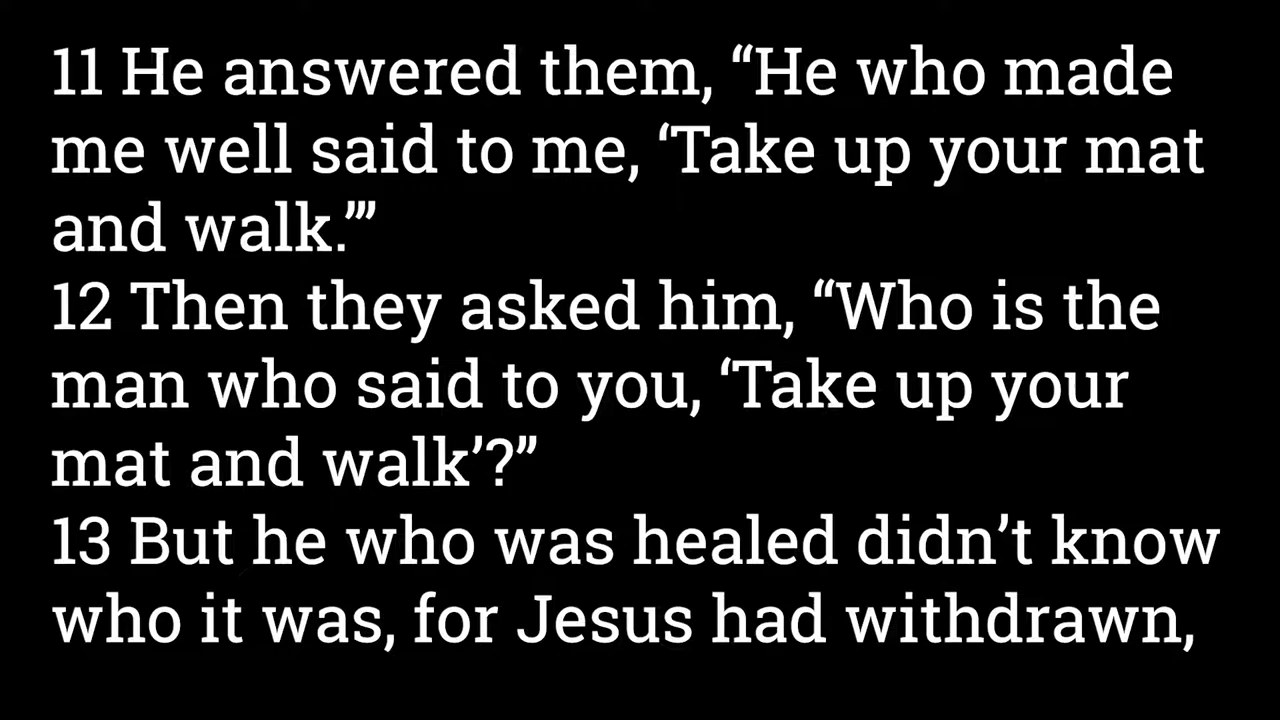 11 He answered them, “He who made
me well said to me, ‘Take up your mat
and walk.’”
12 Then they asked him, “Who is the
man who said to you, ‘Take up your
mat and walk’?”
13 But he who was healed didn’t know
who it was, for Jesus had withdrawn,